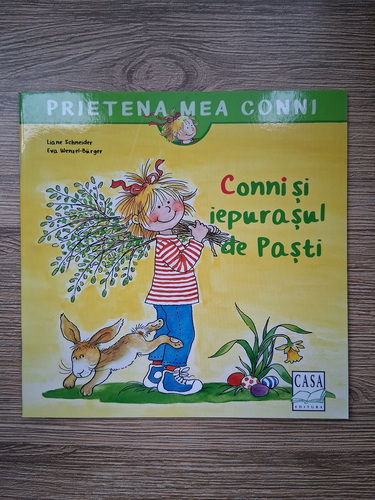 PRIETENA MEA CONNI
Liane Schneider
Eva Wenzel-Bürger
Conni și
iepurașul
de Paști
CASA
EDITURA